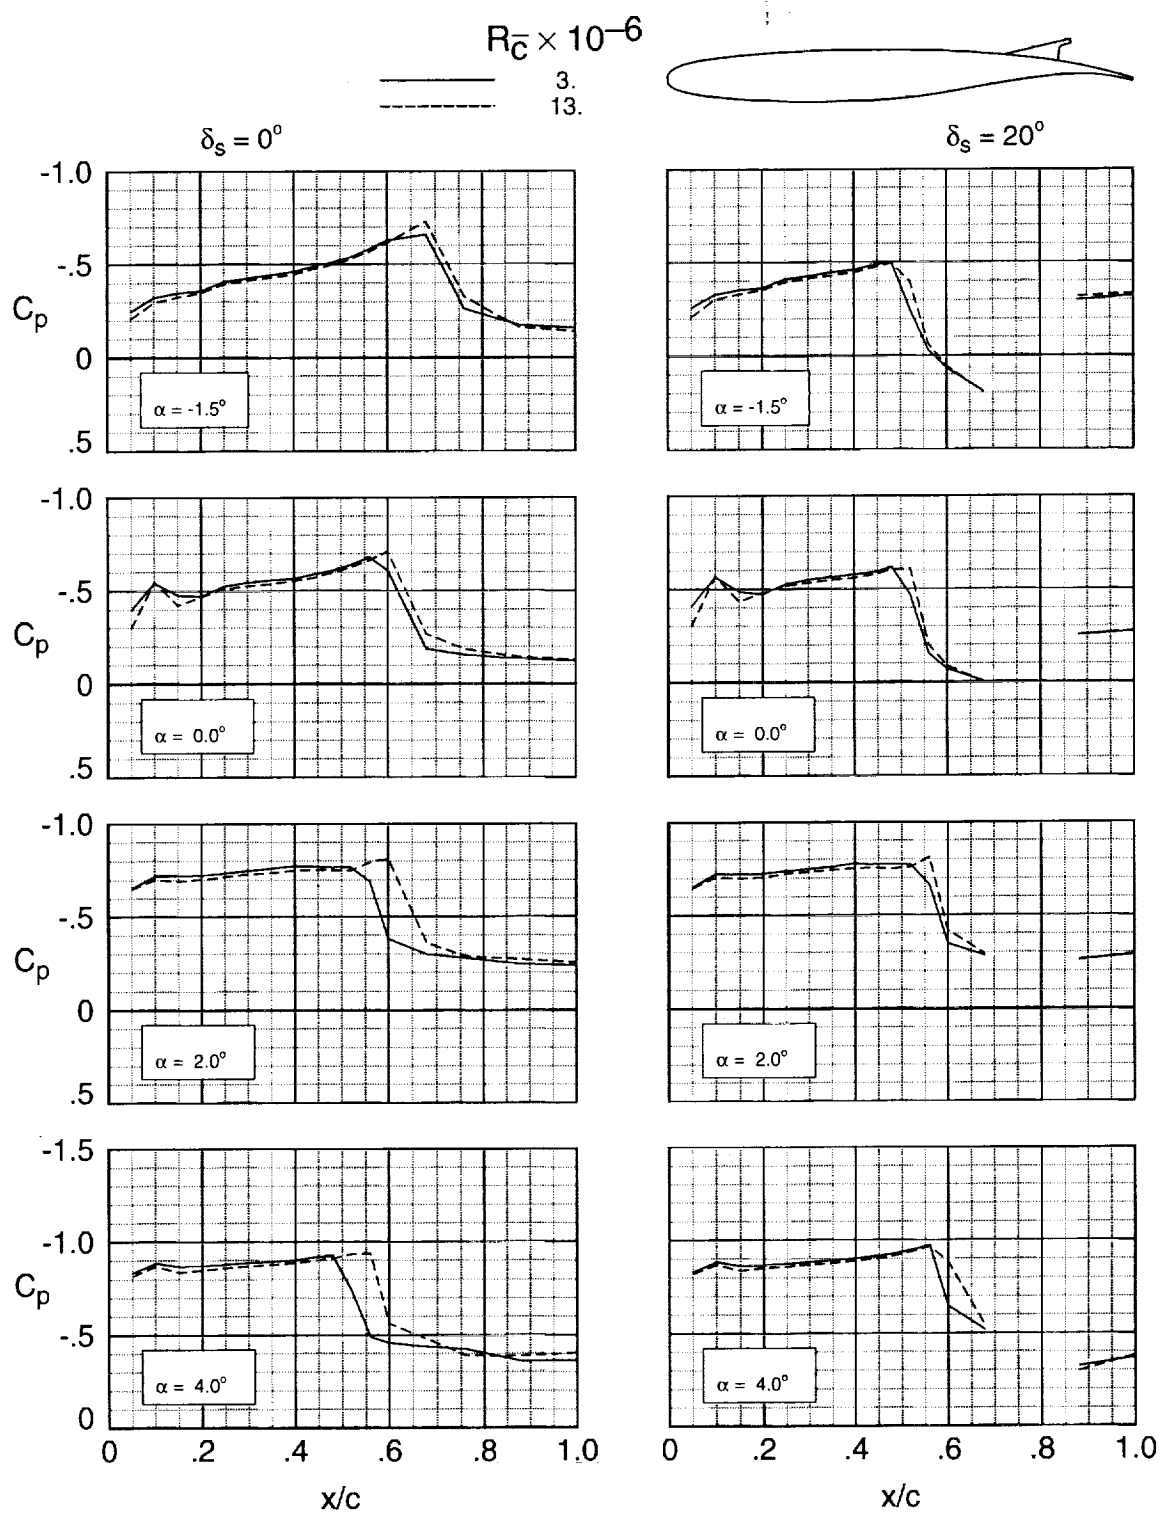 R_c̅ × 10⁻⁶
3.
13.
δₛ = 0°
δₛ = 20°
-1.0
-.5
Cₚ
0
.5
α = -1.5°
α = -1.5°
-1.0
-.5
Cₚ
0
.5
α = 0.0°
α = 0.0°
-1.0
-.5
Cₚ
0
.5
α = 2.0°
α = 2.0°
-1.5
-1.0
Cₚ
-.5
0
α = 4.0°
α = 4.0°
0 .2 .4 .6 .8 1.0
0 .2 .4 .6 .8 1.0
x/c
x/c